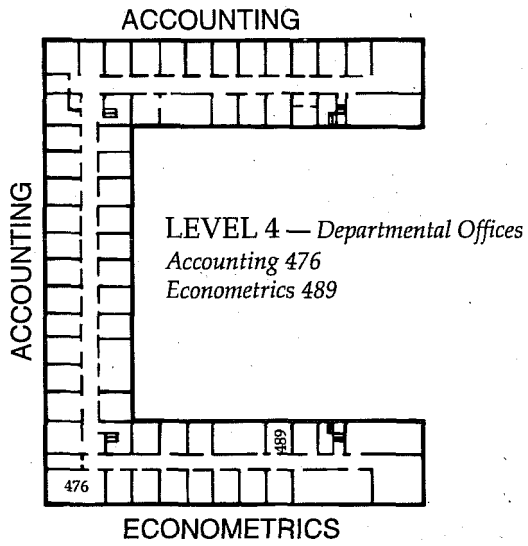 ACCOUNTING
ACCOUNTING
LEVEL 4 — Departmental Offices
Accounting 476
Econometrics 489
489
476
ECONOMETRICS